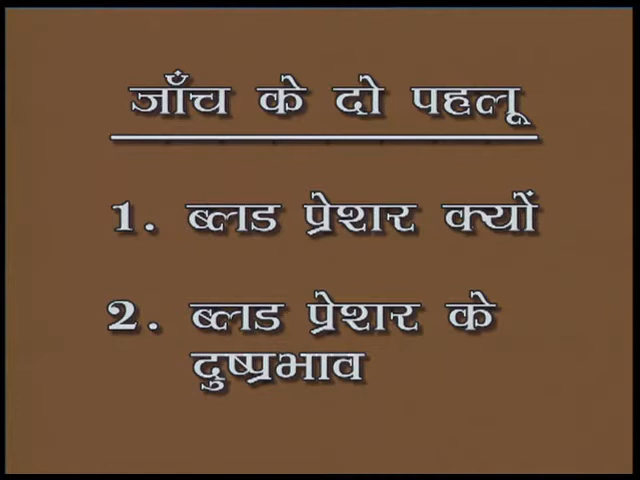 जाँच के दो पहलू
1. ब्लड प्रेशर क्यों
2. ब्लड प्रेशर के
दुष्प्रभाव